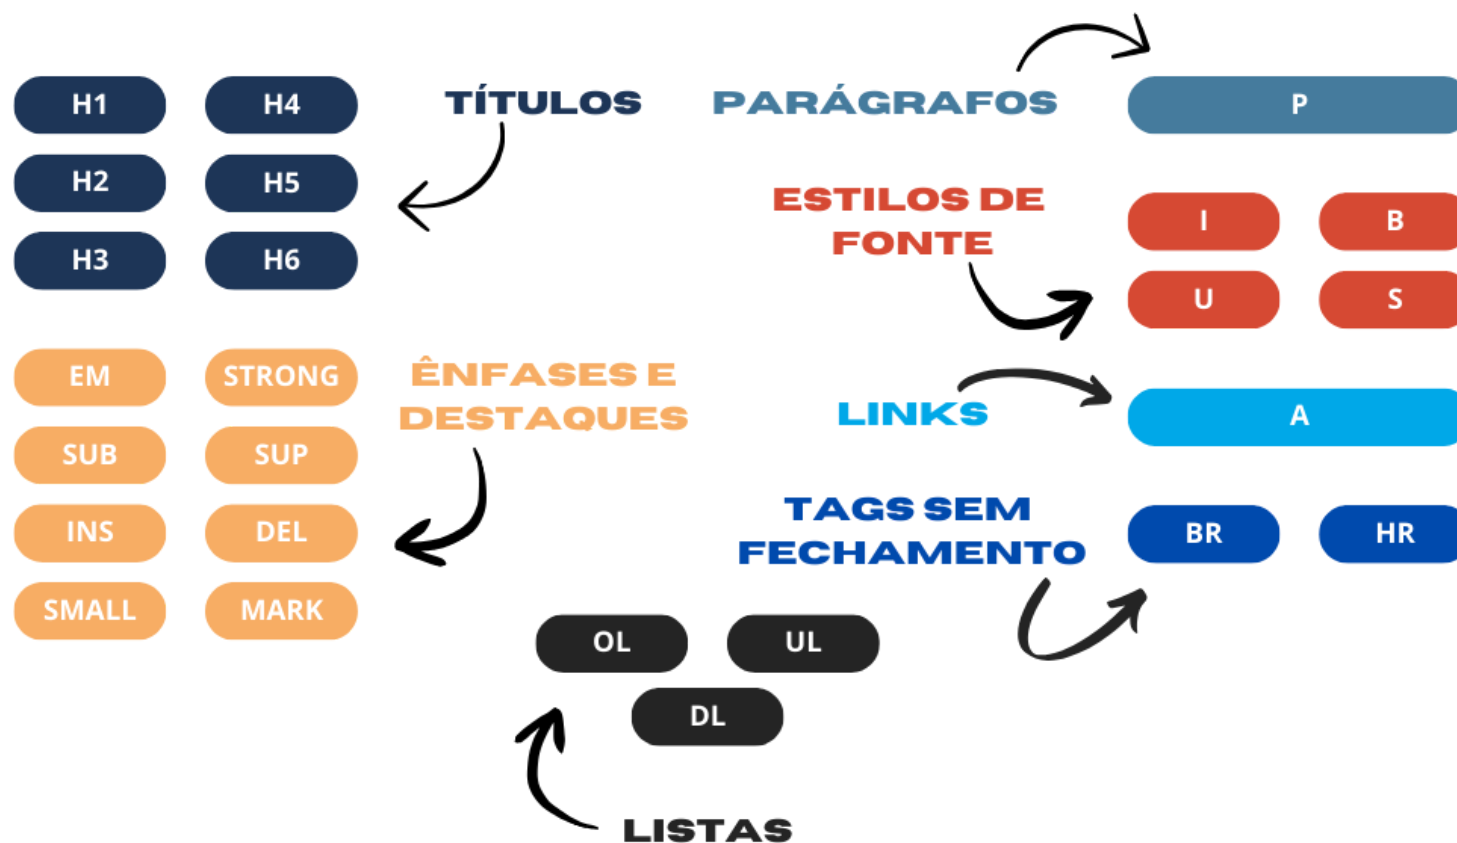 H1
H4
H2
H5
H3
H6
TÍTULOS
PARÁGRAFOS
P
ESTILOS DE
FONTE
I
B
U
S
EM
STRONG
SUB
SUP
INS
DEL
SMALL
MARK
ÊNFASES E
DESTAQUES
LINKS
A
TAGS SEM
FECHAMENTO
BR
HR
OL
UL
DL
LISTAS